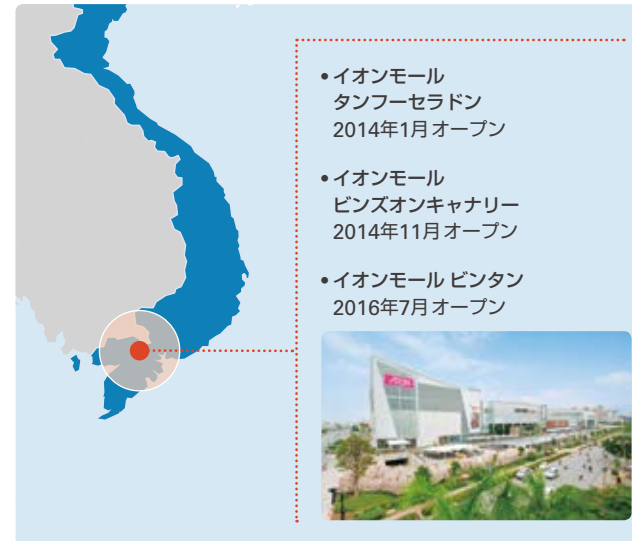 • イオンモール
タンフーセラドン
2014年1月オープン
• イオンモール
ビンズオンキャナリー
2014年11月オープン
• イオンモール ビンタン
2016年7月オープン
AEON